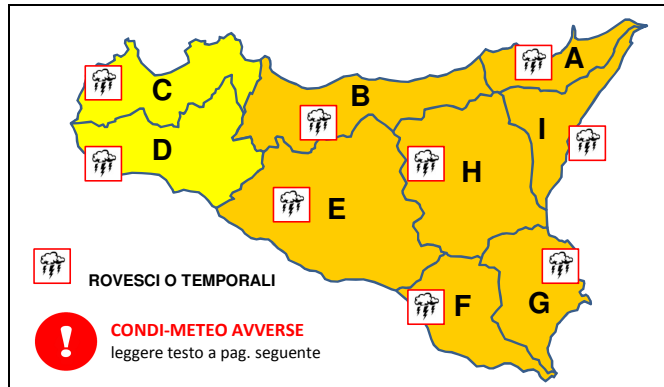 A
C
B
I
D
H
E
F
G
ROVESCI O TEMPORALI
!
CONDI-METEO AVVERSE
leggere testo a pag. seguente